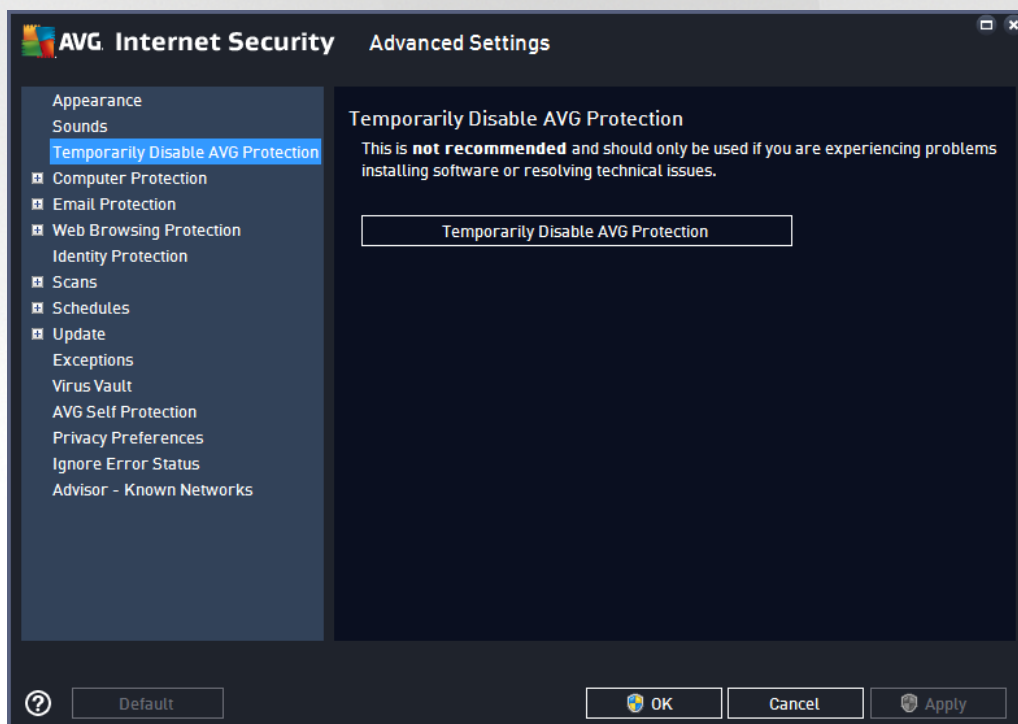 AVG. Internet Security Advanced Settings
Appearance
Sounds
Temporarily Disable AVG Protection
Computer Protection
Email Protection
Web Browsing Protection
Identity Protection
Scans
Schedules
Update
Exceptions
Virus Vault
AVG Self Protection
Privacy Preferences
Ignore Error Status
Advisor - Known Networks
Temporarily Disable AVG Protection
This is not recommended and should only be used if you are experiencing problems
installing software or resolving technical issues.
Temporarily Disable AVG Protection
? Default OK Cancel Apply